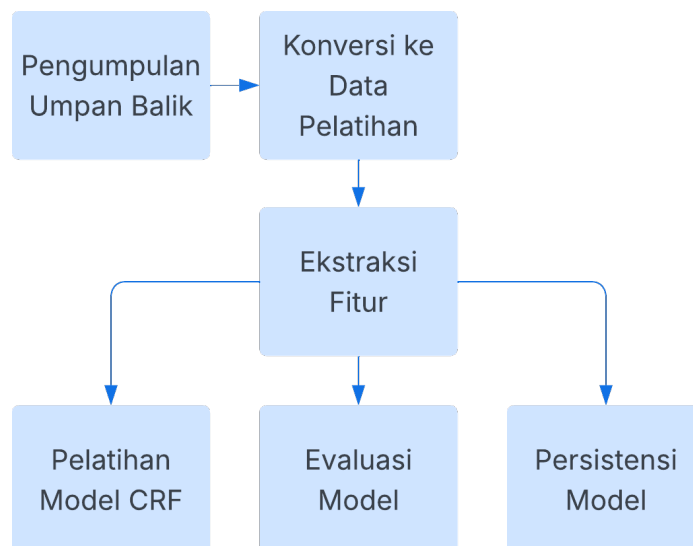 Pengumpulan
Umpan Balik
Konversi ke
Data
Pelatihan
Ekstraksi
Fitur
Pelatihan
Model CRF
Evaluasi
Model
Persistensi
Model